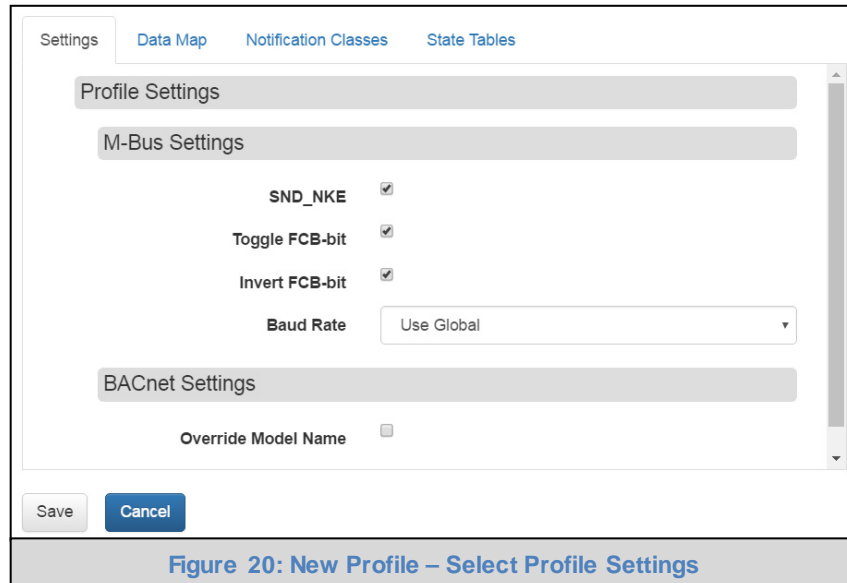 Settings Data Map Notification Classes State Tables
Profile Settings
M-Bus Settings
SND_NKE
Toggle FCB-bit
Invert FCB-bit
Baud Rate Use Global
BACnet Settings
Override Model Name
Save Cancel
Figure 20: New Profile – Select Profile Settings